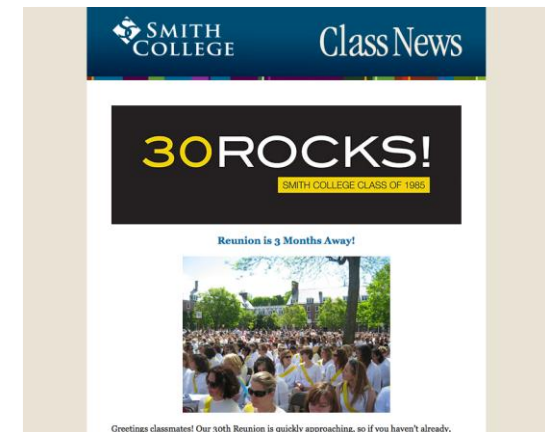 SMITH
COLLEGE
Class News
30ROCKS!
SMITH COLLEGE CLASS OF 1985
Reunion is 3 Months Away!
Greetings classmates! Our 30th Reunion is quickly approaching, so if you haven't already,